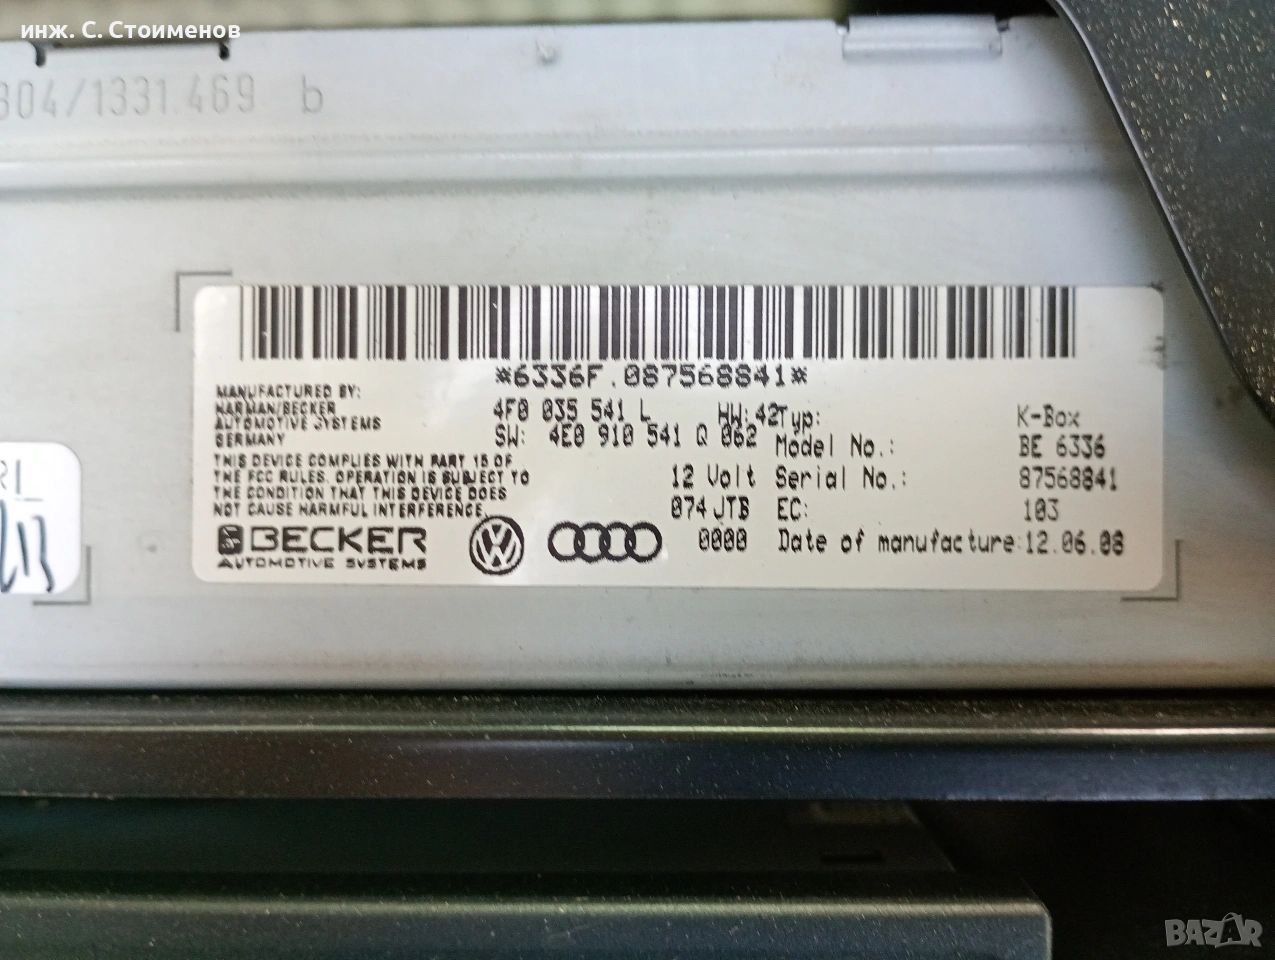 инж. С. Стоименов
304/1331.469 b
*6336F.087568841*
MANUFACTURED BY:
HARMAN/BECKER
AUTOMOTIVE SYSTEMS
GERMANY
THIS DEVICE COMPLIES WITH PART 15 OF
THE FCC RULES. OPERATION IS SUBJECT TO
THE CONDITION THAT THIS DEVICE DOES
NOT CAUSE HARMFUL INTERFERENCE.
BECKER
AUTOMOTIVE SYSTEMS
4F0 035 541 L HW:42
SW: 4E0 910 541 Q 062
12 Volt
074 JTB
0000
Typ: K-Box
Model No.: BE 6336
Serial No.: 87568841
EC: 103
Date of manufacture: 12.06.08
BAZAR